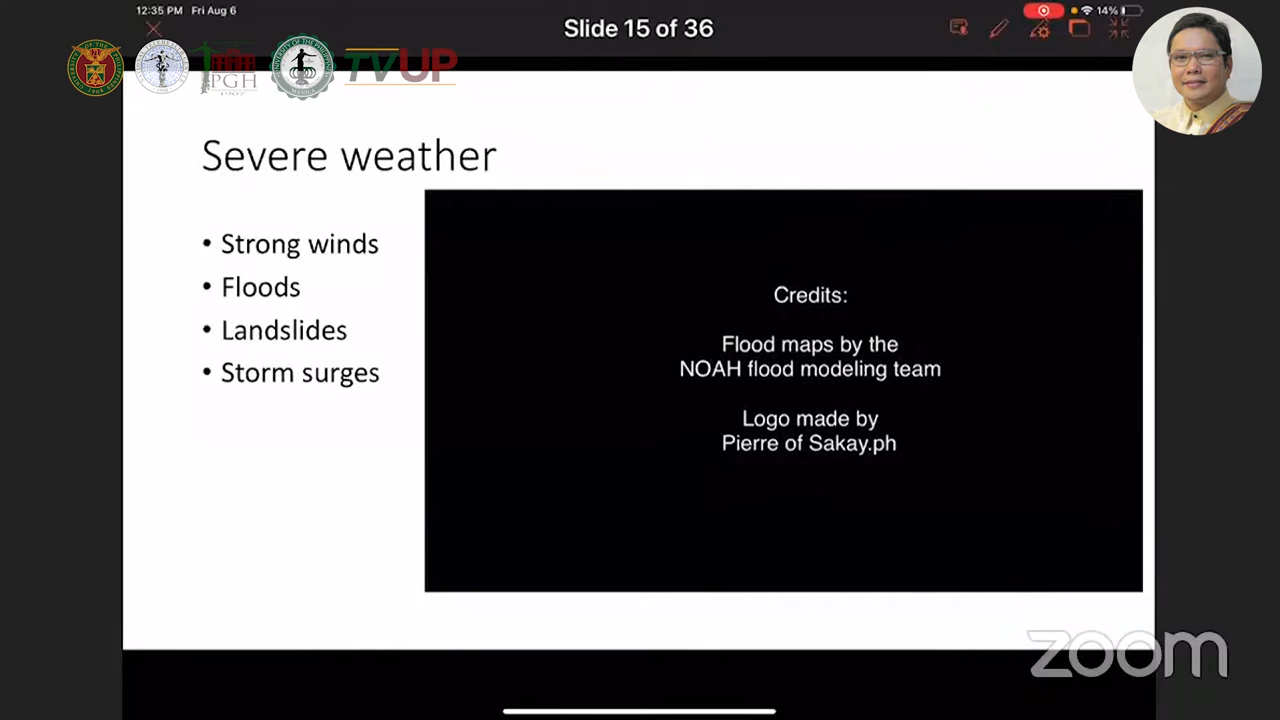 12:35 PM Fri Aug 6
Slide 15 of 36
14%
PGH
1907
TVUP
Severe weather
• Strong winds
• Floods
• Landslides
• Storm surges
Credits:
Flood maps by the
NOAH flood modeling team
Logo made by
Pierre of Sakay.ph
zoom